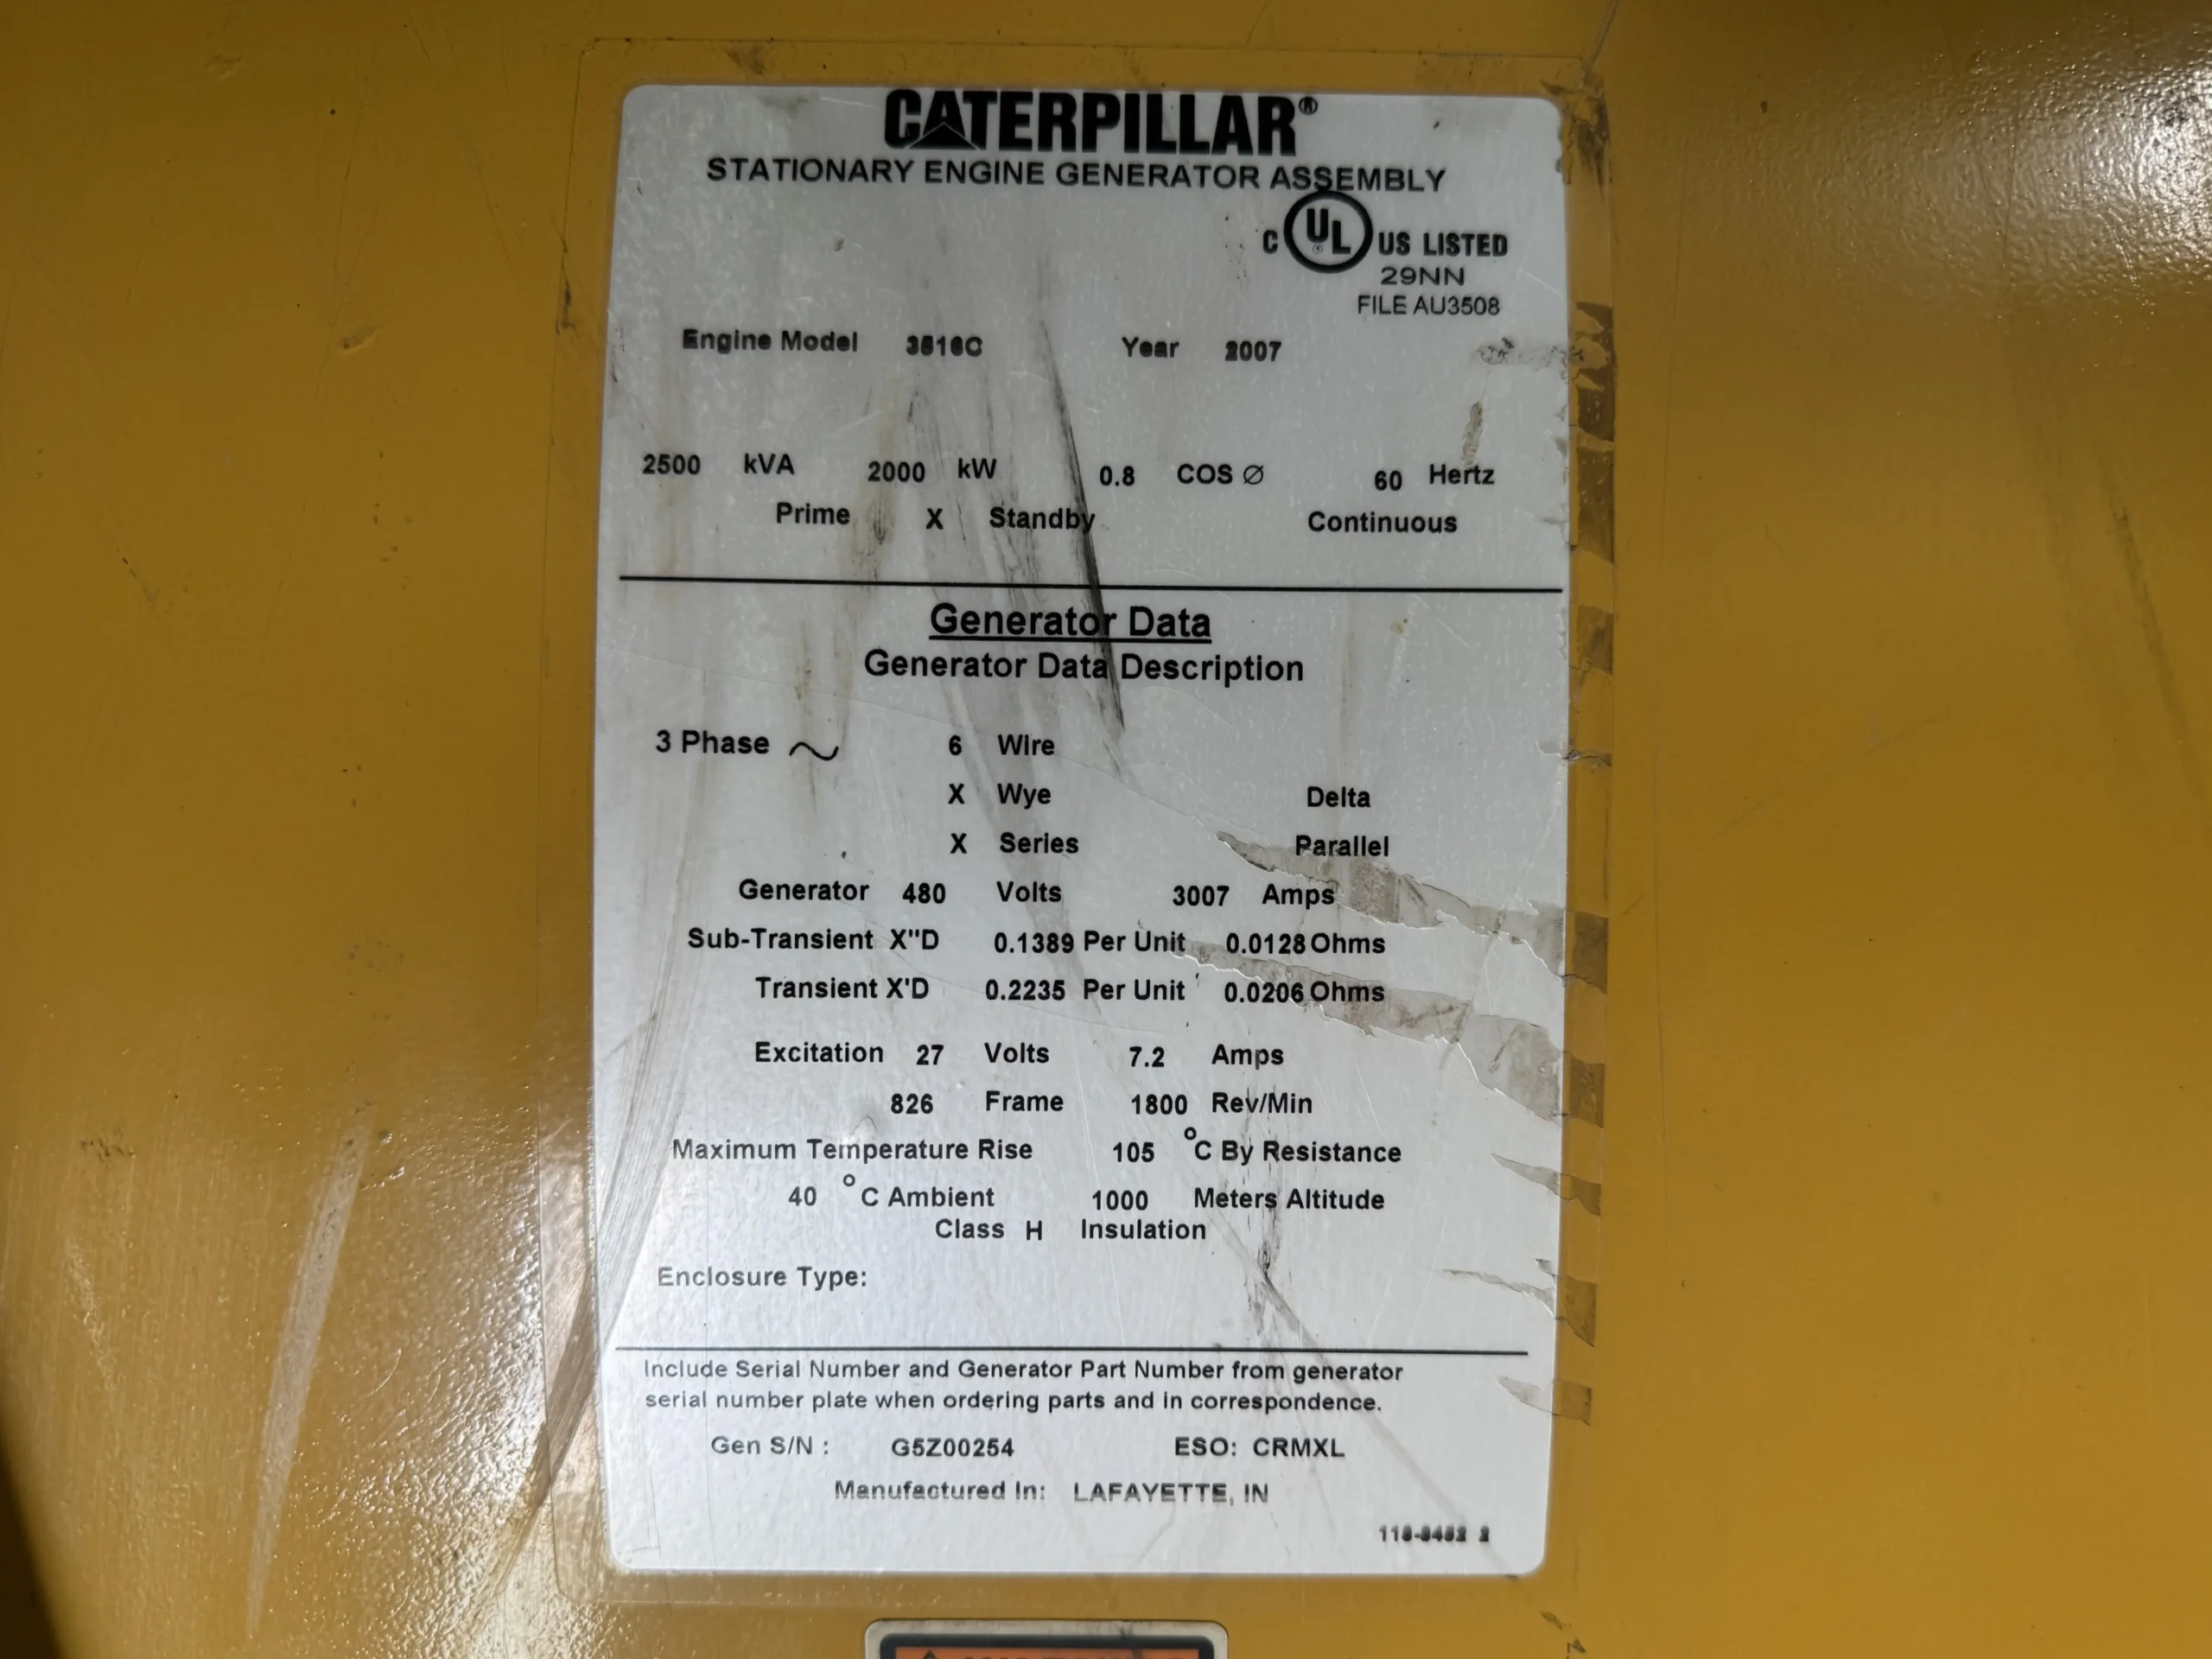 CATERPILLAR®
STATIONARY ENGINE GENERATOR ASSEMBLY
C UL® US LISTED
29NN
FILE AU3508
Engine Model 3516C Year 2007
2500 kVA 2000 kW 0.8 COS Ø 60 Hertz
Prime X Standby Continuous
Generator Data
Generator Data Description
3 Phase ~ 6 Wire
X Wye Delta
X Series Parallel
Generator 480 Volts 3007 Amps
Sub-Transient X"D 0.1389 Per Unit 0.0128 Ohms
Transient X'D 0.2235 Per Unit 0.0206 Ohms
Excitation 27 Volts 7.2 Amps
826 Frame 1800 Rev/Min
Maximum Temperature Rise 105 °C By Resistance
40 °C Ambient 1000 Meters Altitude
Class H Insulation
Enclosure Type:
Include Serial Number and Generator Part Number from generator
serial number plate when ordering parts and in correspondence.
Gen S/N : G5Z00254 ESO: CRMXL
Manufactured In: LAFAYETTE, IN